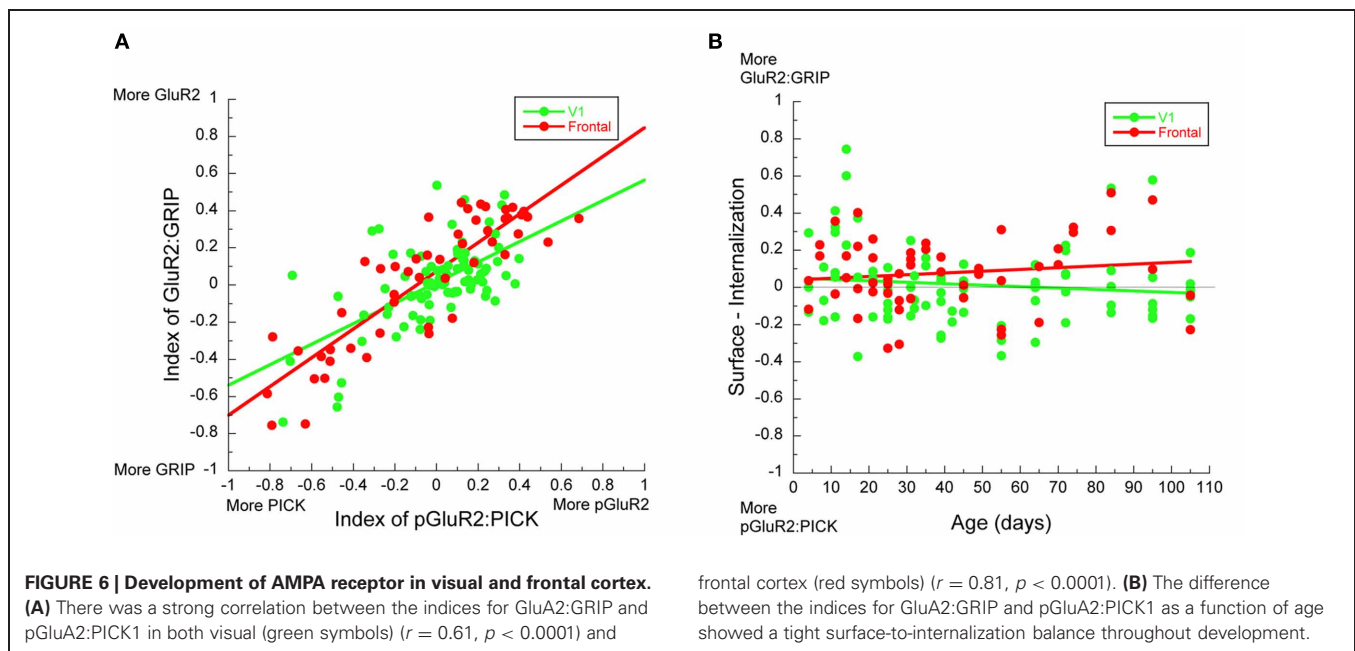 A
More GluR2
1
0.8
0.6
0.4
0.2
0
-0.2
-0.4
-0.6
-0.8
More GRIP -1
Index of GluR2:GRIP
V1
Frontal
-1 -0.8 -0.6 -0.4 -0.2 0 0.2 0.4 0.6 0.8 1
More PICK
More pGluR2
Index of pGluR2:PICK
B
More
GluR2:GRIP
1
0.8
0.6
0.4
0.2
0
-0.2
-0.4
-0.6
-0.8
-1
Surface - Internalization
V1
Frontal
0 10 20 30 40 50 60 70 80 90 100 110
More
pGluR2:PICK
Age (days)
FIGURE 6 | Development of AMPA receptor in visual and frontal cortex.
(A) There was a strong correlation between the indices for GluA2:GRIP and
pGluA2:PICK1 in both visual (green symbols) (r = 0.61, p < 0.0001) and
frontal cortex (red symbols) (r = 0.81, p < 0.0001). (B) The difference
between the indices for GluA2:GRIP and pGluA2:PICK1 as a function of age
showed a tight surface-to-internalization balance throughout development.